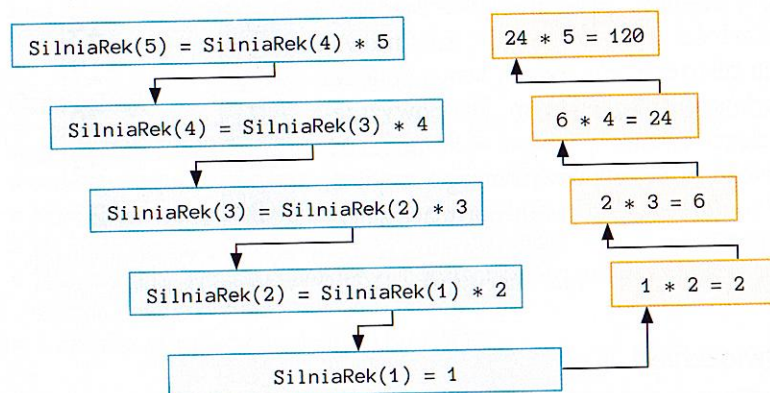 SilniaRek(5) = SilniaRek(4) * 5
SilniaRek(4) = SilniaRek(3) * 4
SilniaRek(3) = SilniaRek(2) * 3
SilniaRek(2) = SilniaRek(1) * 2
SilniaRek(1) = 1
1 * 2 = 2
2 * 3 = 6
6 * 4 = 24
24 * 5 = 120